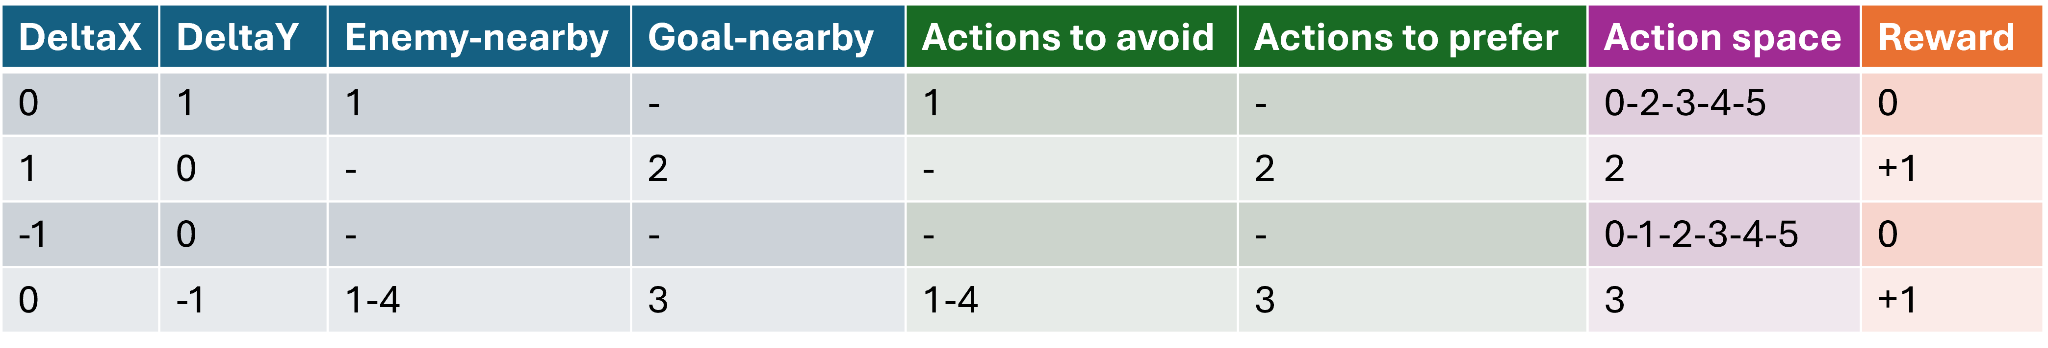 DeltaX DeltaY Enemy-nearby Goal-nearby Actions to avoid Actions to prefer Action space Reward
0 1 1 - 1 - 0-2-3-4-5 0
1 0 - 2 - 2 2 +1
-1 0 - - - - 0-1-2-3-4-5 0
0 -1 1-4 3 1-4 3 3 +1